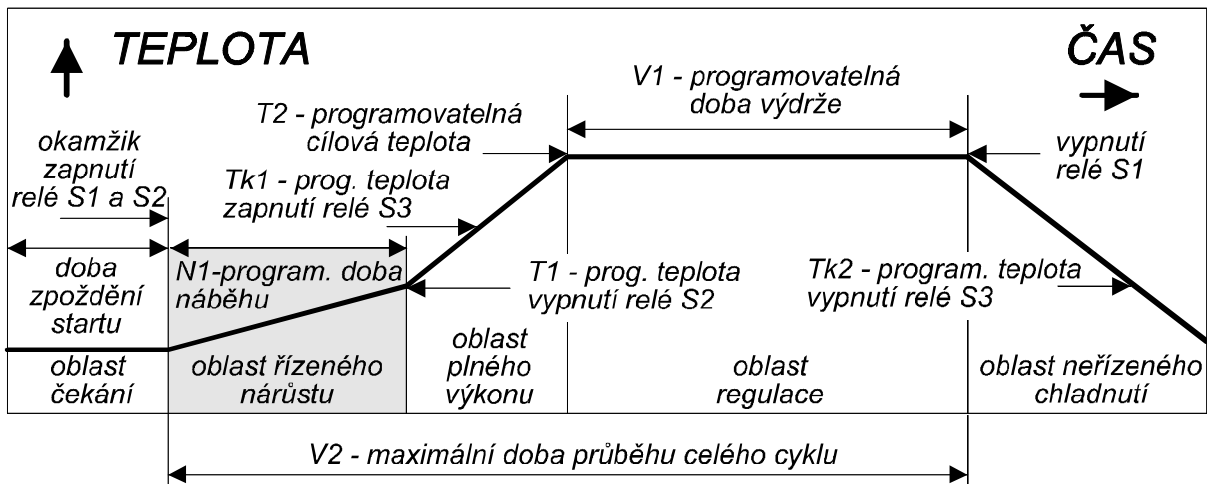 TEPLOTA
ČAS
V1 - programovatelná
doba výdrže
T2 - programovatelná
cílová teplota
okamžik
zapnutí
relé S1 a S2
vypnutí
relé S1
Tk1 - prog. teplota
zapnutí relé S3
doba
zpoždění
startu
N1-program. doba
náběhu
T1 - prog. teplota
vypnutí relé S2
Tk2 - program. teplota
vypnutí relé S3
oblast
čekání
oblast řízeného
nárůstu
oblast
plného
výkonu
oblast
regulace
oblast neřízeného
chladnutí
V2 - maximální doba průběhu celého cyklu